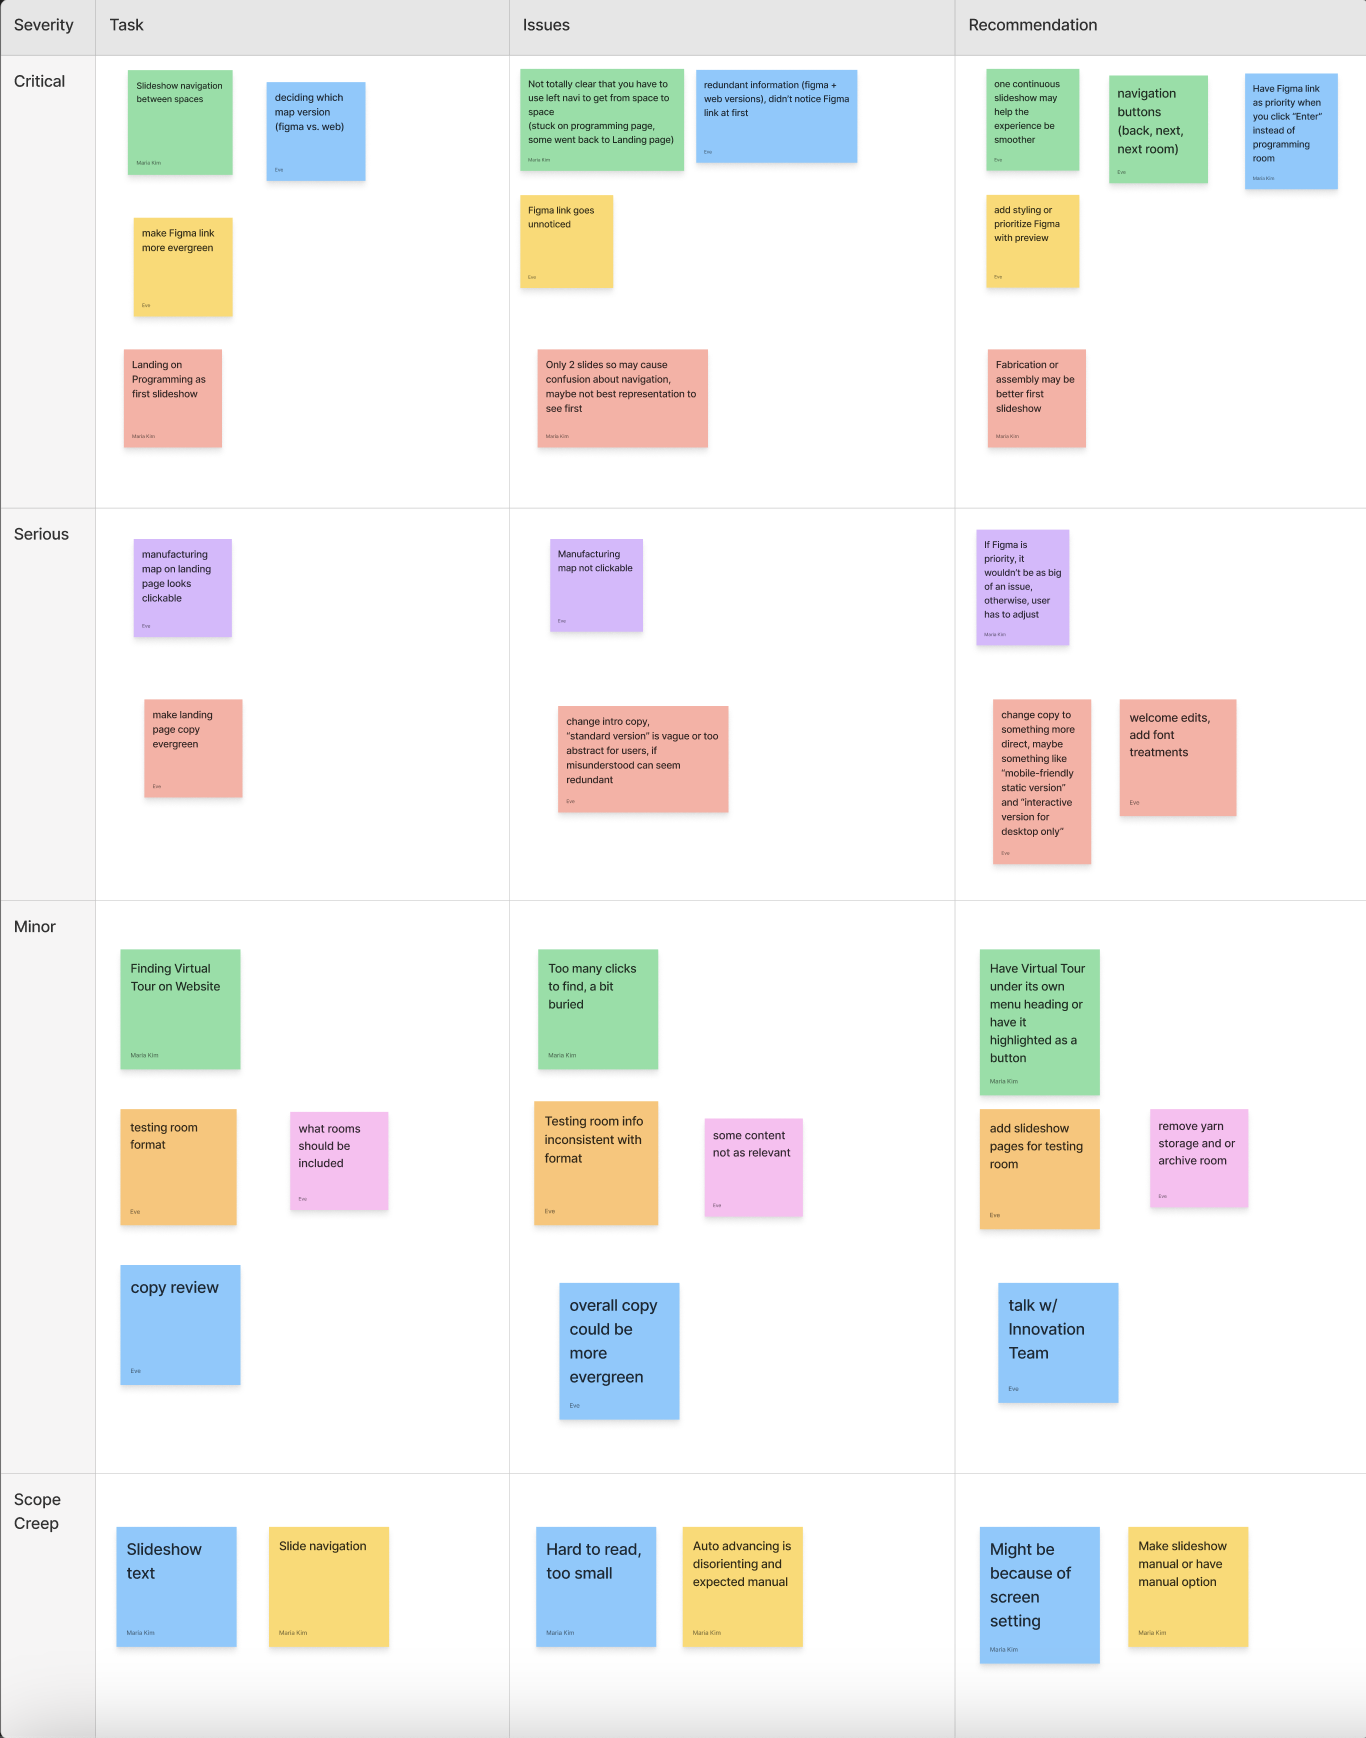 Severity
Task
Issues
Recommendation
Critical
Slideshow navigation
between spaces
Maria Kim
deciding which
map version
(figma vs. web)
Eve
Not totally clear that you have to
use left navi to get from space to
space
(stuck on programming page,
some went back to Landing page)
Maria Kim
redundant information (figma +
web versions), didn't notice Figma
link at first
Eve
one continuous
slideshow may
help the
experience be
smoother
Eve
navigation
buttons
(back, next,
next room)
Eve
Have Figma link
as priority when
you click "Enter"
instead of
programming
room
Maria Kim
make Figma link
more evergreen
Eve
Figma link goes
unnoticed
Eve
add styling or
prioritize Figma
with preview
Eve
Landing on
Programming as
first slideshow
Maria Kim
Only 2 slides so may cause
confusion about navigation,
maybe not best representation to
see first
Maria Kim
Fabrication or
assembly may be
better first
slideshow
Maria Kim
Serious
manufacturing
map on landing
page looks
clickable
Eve
Manufacturing
map not clickable
Eve
If Figma is
priority, it
wouldn't be as big
of an issue,
otherwise, user
has to adjust
Maria Kim
make landing
page copy
evergreen
Eve
change intro copy,
"standard version" is vague or too
abstract for users, if
misunderstood can seem
redundant
Eve
change copy to
something more
direct, maybe
something like
"mobile-friendly
static version"
and "interactive
version for
desktop only"
Eve
welcome edits,
add font
treatments
Eve
Minor
Finding Virtual
Tour on Website
Maria Kim
Too many clicks
to find, a bit
buried
Maria Kim
Have Virtual Tour
under its own
menu heading or
have it
highlighted as a
button
Maria Kim
testing room
format
Eve
what rooms
should be
included
Eve
Testing room info
inconsistent with
format
Eve
some content
not as relevant
Eve
add slideshow
pages for testing
room
Eve
remove yarn
storage and or
archive room
Eve
copy review
Eve
overall copy
could be
more
evergreen
Eve
talk w/
Innovation
Team
Eve
Scope
Creep
Slideshow
text
Maria Kim
Slide navigation
Maria Kim
Hard to read,
too small
Maria Kim
Auto advancing is
disorienting and
expected manual
Maria Kim
Might be
because of
screen
setting
Maria Kim
Make slideshow
manual or have
manual option
Maria Kim